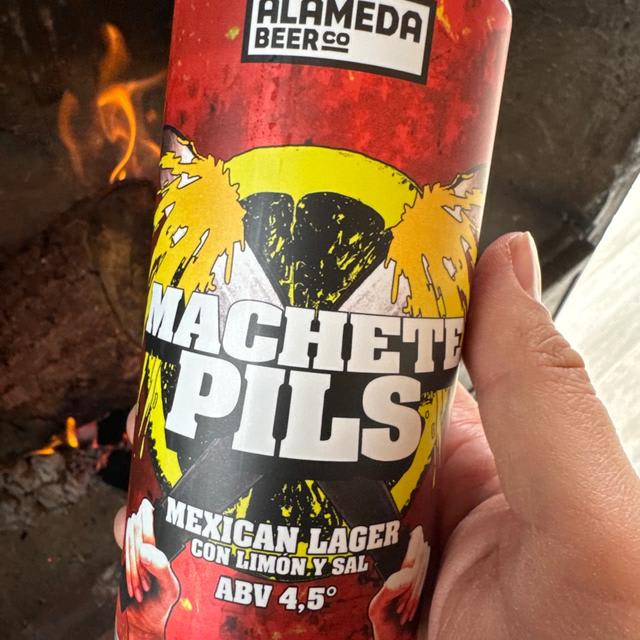 ALAMEDA
BEER CO
MACHETE
PILS
MEXICAN LAGER
CON LIMON Y SAL
ABV 4,5°